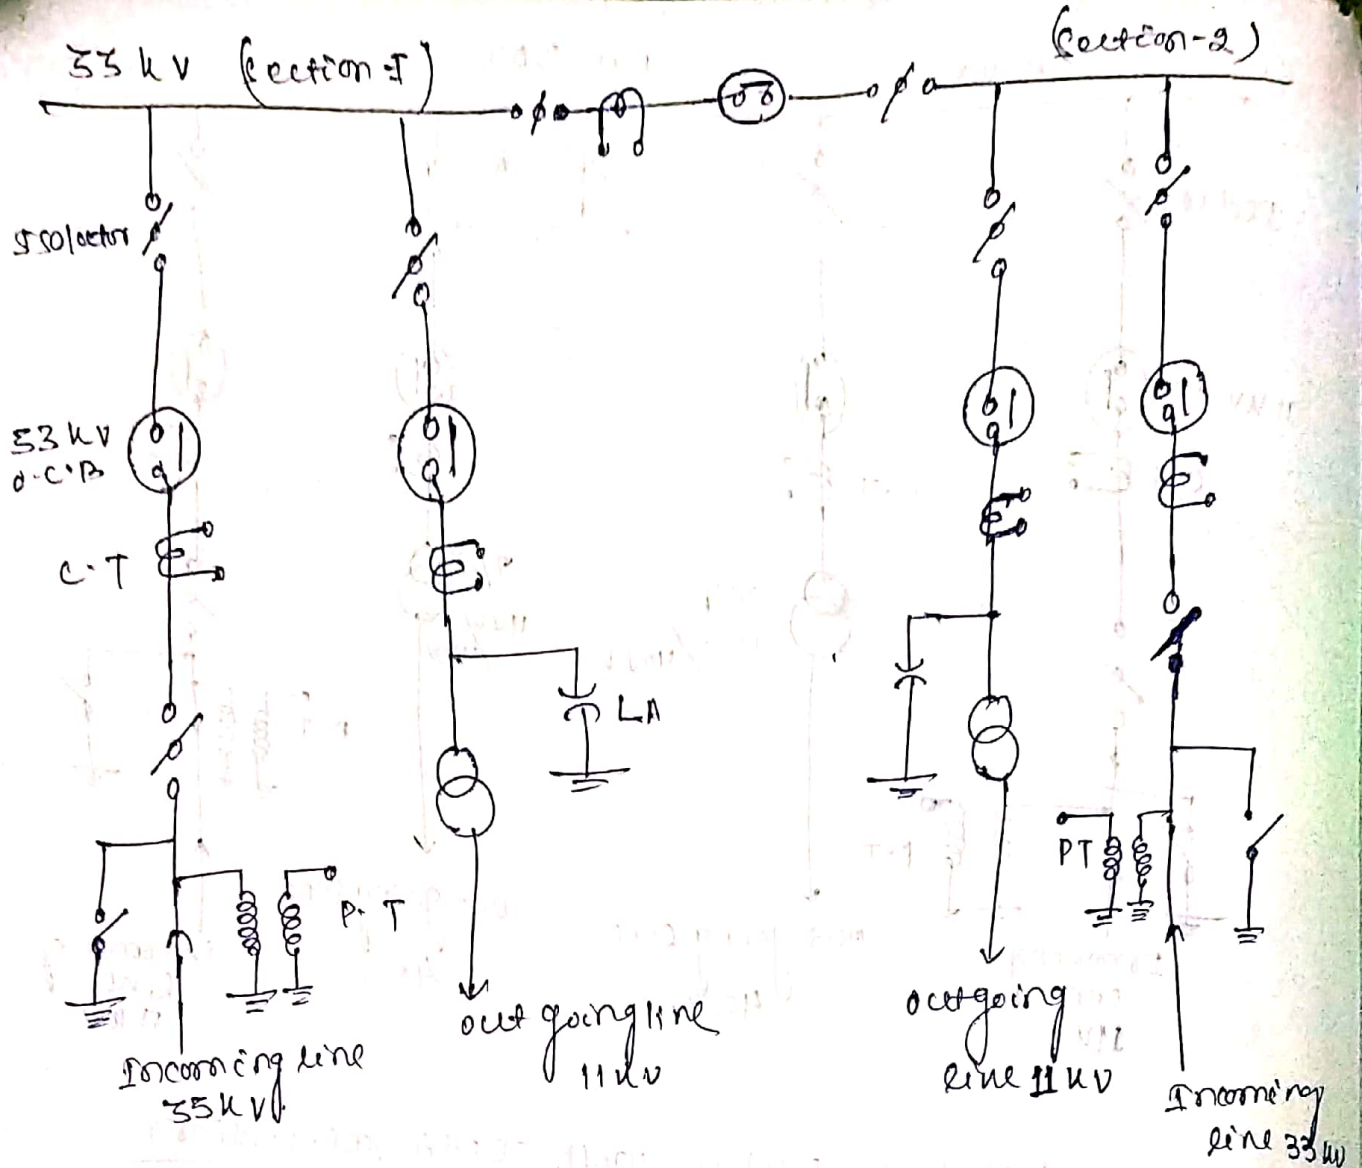 33 kV (Section-I)
(Section-2)
Isolator
33 kV
O.C.B
C.T
LA
P.T
PT
Incoming line
33 kV
out going line
11 kV
outgoing
line 11 kV
Incoming
line 33 kV